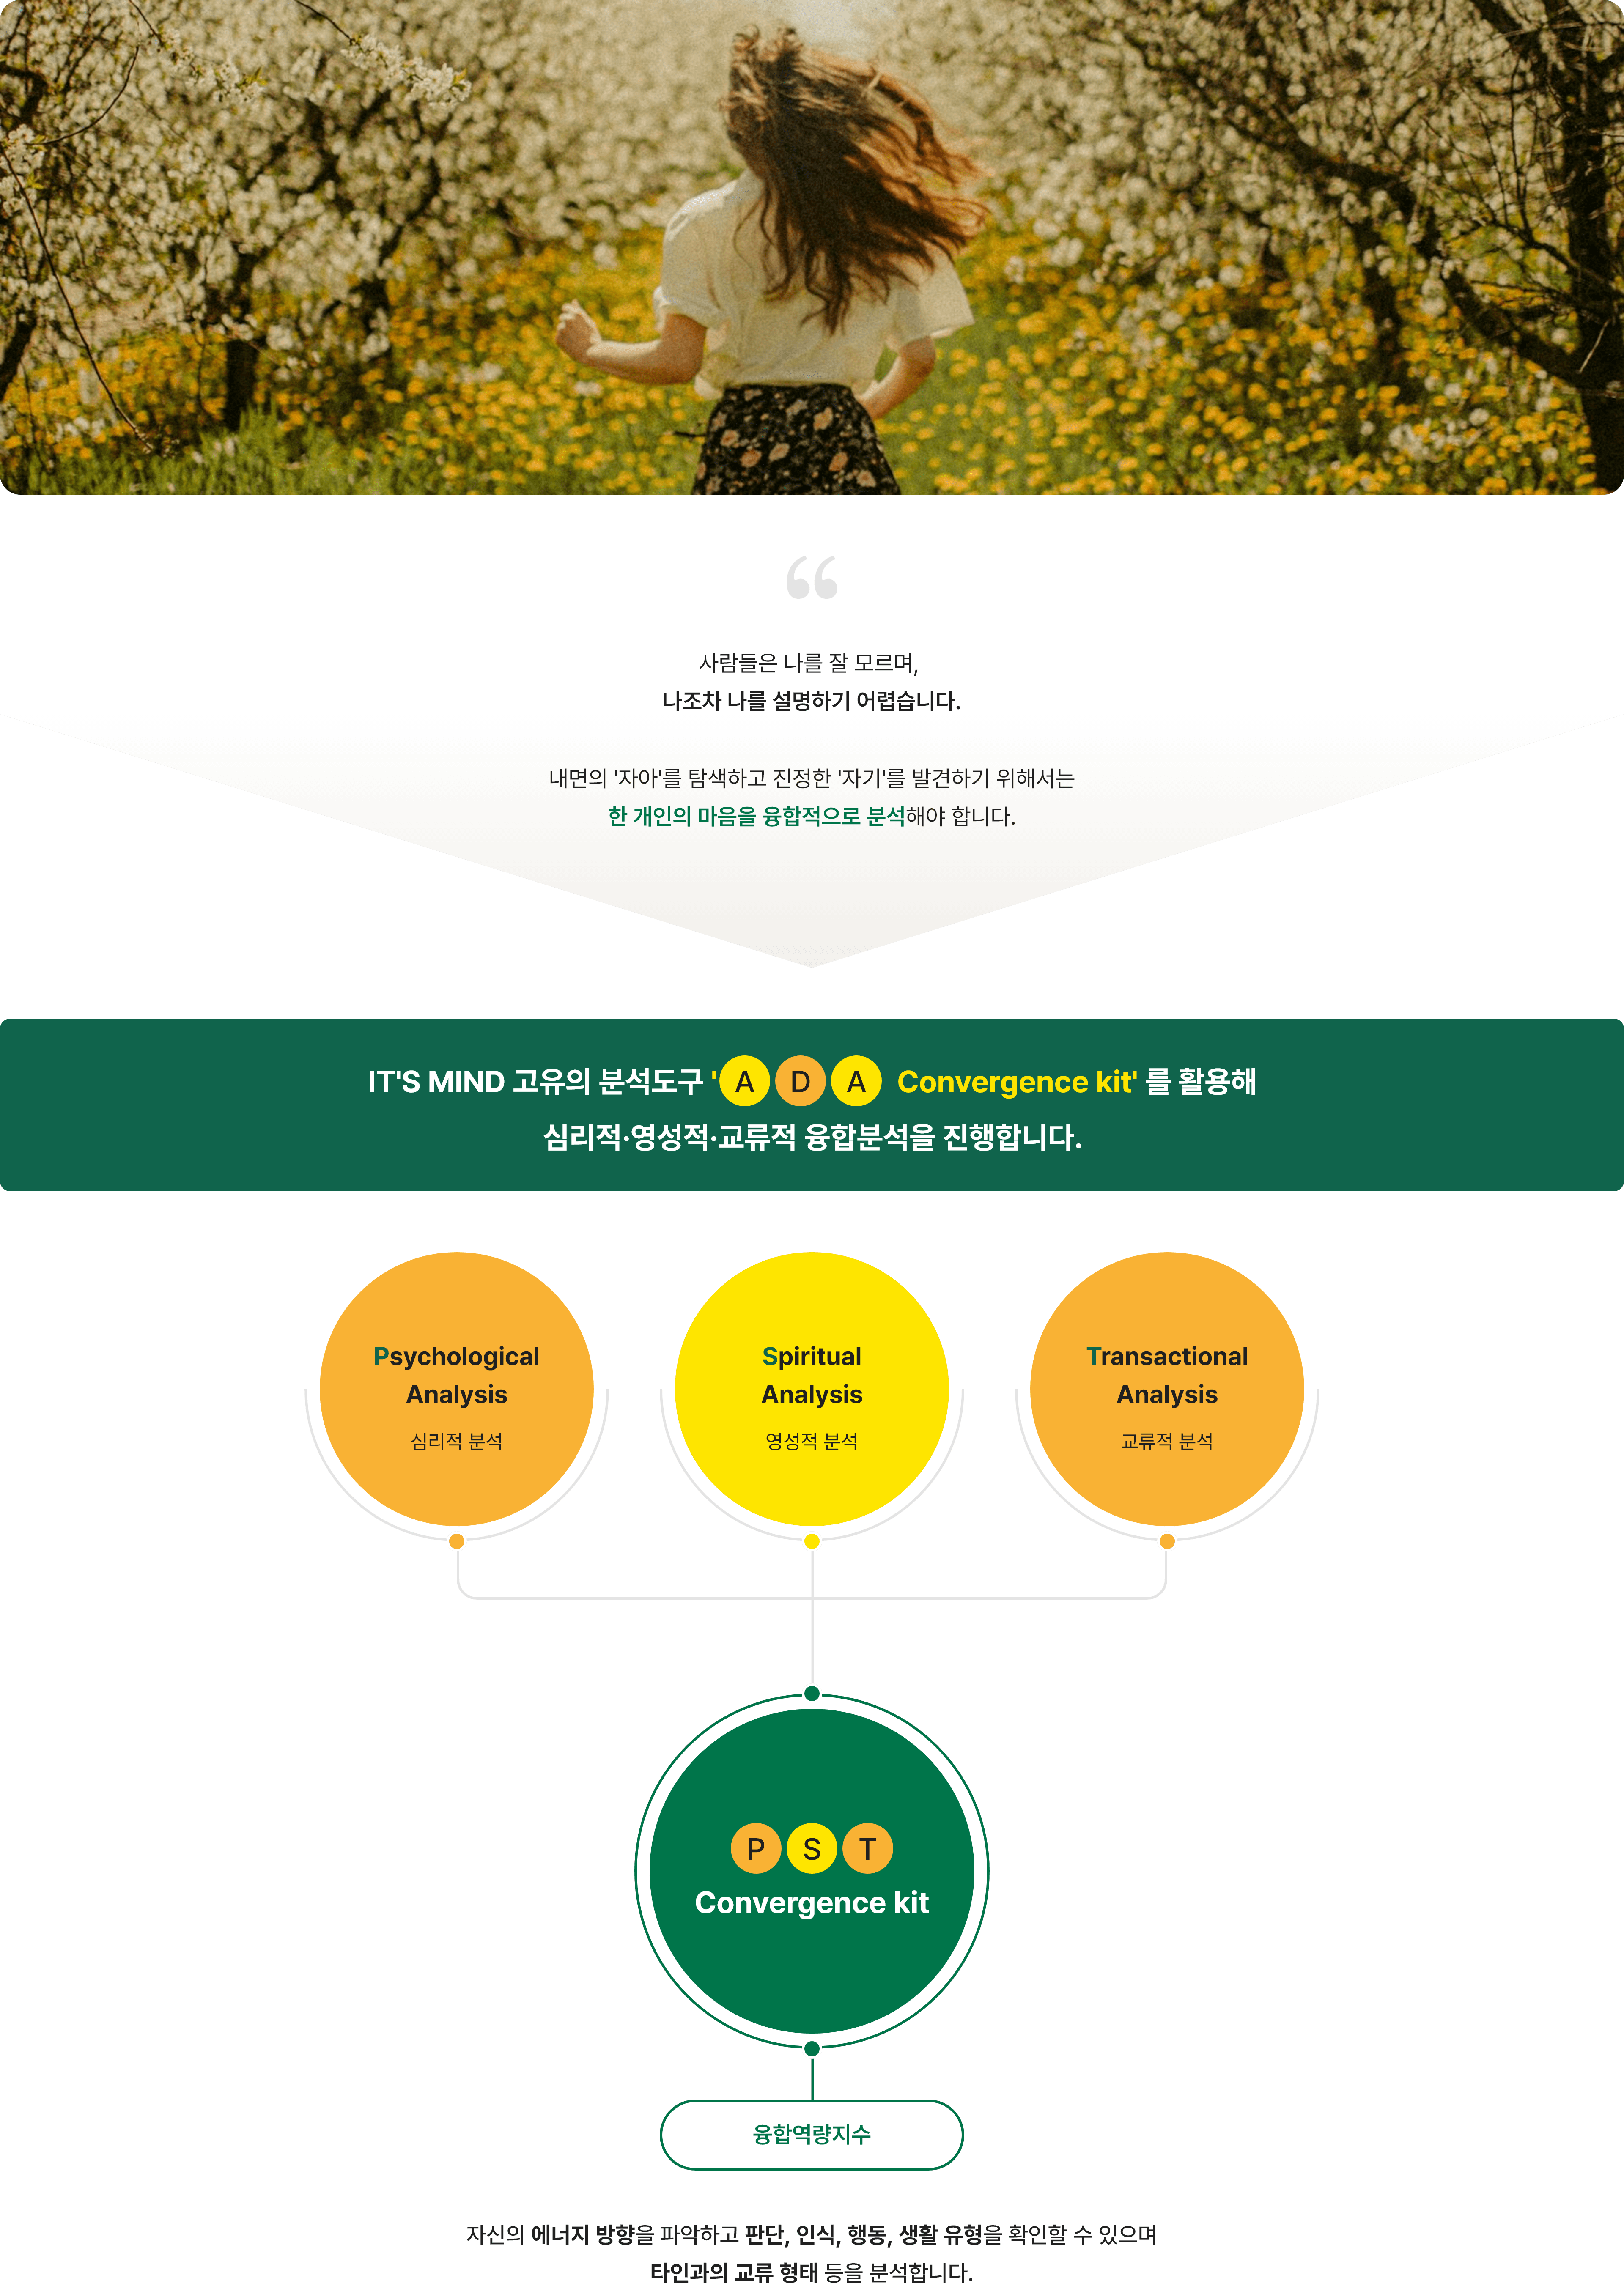 “
사람들은 나를 잘 모르며,
나조차 나를 설명하기 어렵습니다.
내면의 '자아'를 탐색하고 진정한 '자기'를 발견하기 위해서는
한 개인의 마음을 융합적으로 분석해야 합니다.
IT'S MIND 고유의 분석도구 'A D A Convergence kit' 를 활용해
심리적·영성적·교류적 융합분석을 진행합니다.
Psychological
Analysis
심리적 분석
Spiritual
Analysis
영성적 분석
Transactional
Analysis
교류적 분석
P S T
Convergence kit
융합역량지수
자신의 에너지 방향을 파악하고 판단, 인식, 행동, 생활 유형을 확인할 수 있으며
타인과의 교류 형태 등을 분석합니다.